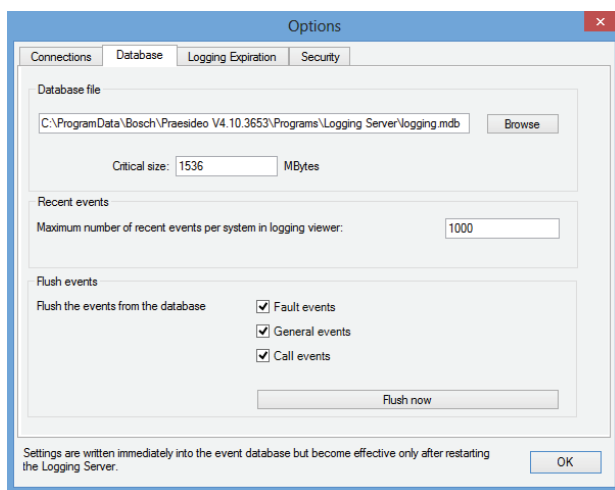 Options
x
Connections Database Logging Expiration Security
Database file
C:\ProgramData\Bosch\Praesideo V4.10.3653\Programs\Logging Server\logging.mdb Browse
Critical size: 1536 MBytes
Recent events
Maximum number of recent events per system in logging viewer: 1000
Flush events
Flush the events from the database Fault events
General events
Call events
Flush now
Settings are written immediately into the event database but become effective only after restarting
the Logging Server.
OK